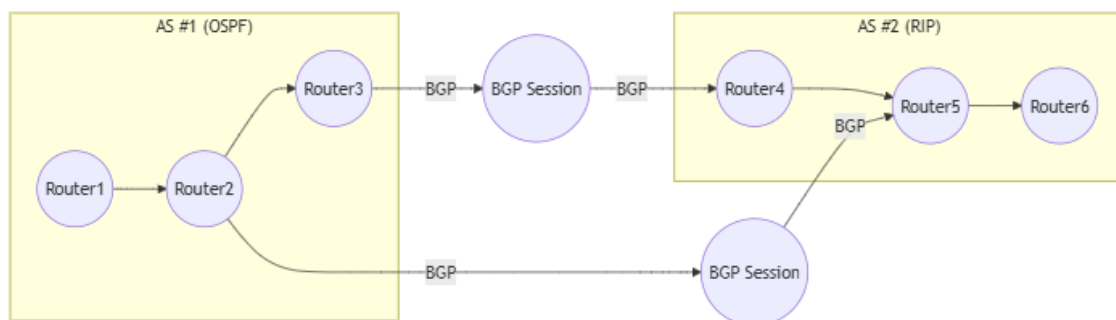 AS #1 (OSPF)
AS #2 (RIP)
Router3
BGP
BGP Session
BGP
Router4
Router5
Router6
BGP
Router1
Router2
BGP
BGP Session